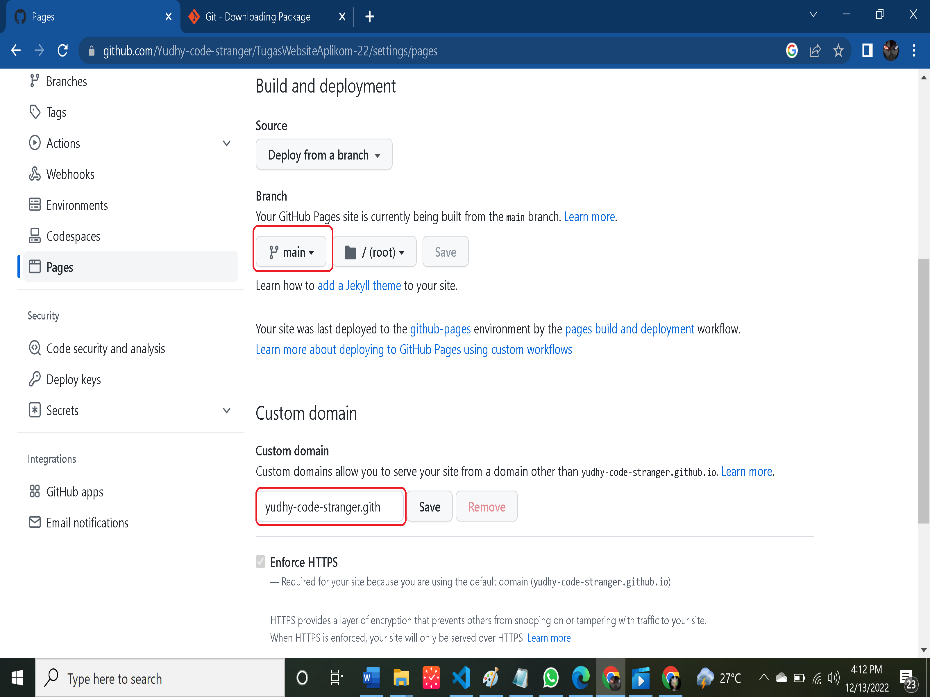 Pages
Git - Downloading Package
github.com/Yudhy-code-stranger/TugasWebsiteAplikom-22/settings/pages
Branches
Tags
Actions
Webhooks
Environments
Codespaces
Pages
Security
Code security and analysis
Deploy keys
Secrets
Integrations
GitHub apps
Email notifications
Build and deployment
Source
Deploy from a branch
Branch
Your GitHub Pages site is currently being built from the main branch. Learn more.
main / (root) Save
Learn how to add a Jekyll theme to your site.
Your site was last deployed to the github-pages environment by the pages build and deployment workflow.
Learn more about deploying to GitHub Pages using custom workflows
Custom domain
Custom domain
Custom domains allow you to serve your site from a domain other than yudhy-code-stranger.github.io. Learn more.
yudhy-code-stranger.gith Save Remove
Enforce HTTPS
— Required for your site because you are using the default domain (yudhy-code-stranger.github.io)
HTTPS provides a layer of encryption that prevents others from snooping on or tampering with traffic to your site.
When HTTPS is enforced, your site will only be served over HTTPS. Learn more
Type here to search
27°C
4:12 PM
12/13/2022
23